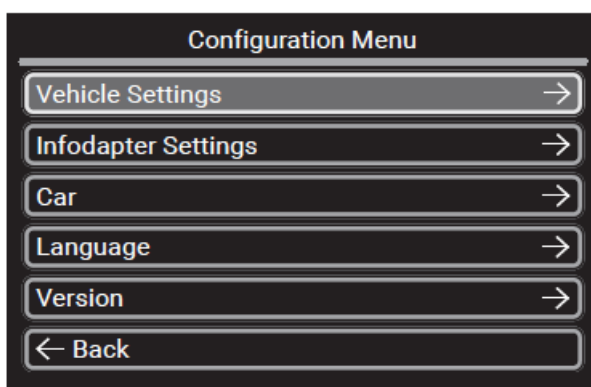 Configuration Menu
Vehicle Settings →
Infodapter Settings →
Car →
Language →
Version →
← Back